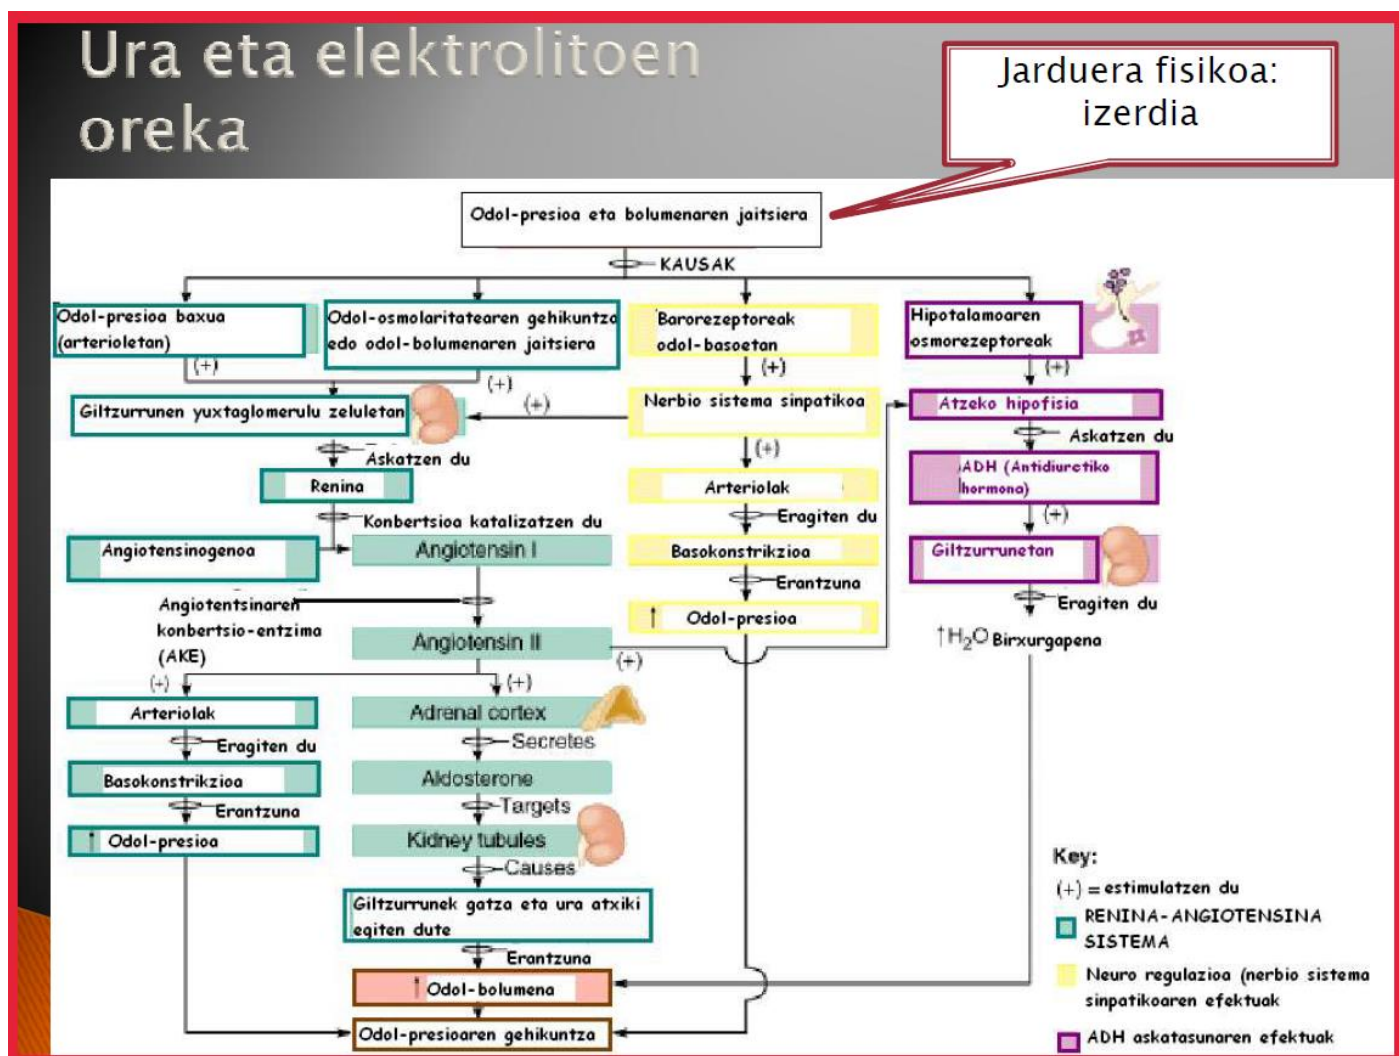 Ura eta elektrolitoen
oreka
Jarduera fisikoa:
izerdia
Odol-presioa eta bolumenaren jaitsiera
KAUSAK
Odol-presioa baxua
(arterioletan)
Odol-osmolaritatearen gehikuntza
edo odol-bolumenaren jaitsiera
Barorezeptoreak
odol-basoetan
Hipotalamoaren
osmorezeptoreak
(+)
(+)
(+)
(+)
Giltzurrunen yuxtaglomerulu zeluletan
(+)
Nerbio sistema sinpatikoa
Atzeko hipofisia
Askatzen du
(+)
Askatzen du
Renina
Arteriolak
ADH (Antidiuretiko
hormona)
Konbertsioa katalizatzen du
Eragiten du
(+)
Angiotensinogenoa
Angiotensin I
Basokonstrikzioa
Giltzurrunetan
Angiotentsinaren
konbertsio-entzima
(AKE)
Erantzuna
Eragiten du
Angiotensin II
↑ Odol-presioa
↑H₂O Birxurgapena
(+)
(+)
(+)
Arteriolak
Adrenal cortex
Eragiten du
Secretes
Basokonstrikzioa
Aldosterone
Erantzuna
Targets
↑ Odol-presioa
Kidney tubules
Causes
Giltzurrunek gatza eta ura atxiki
egiten dute
Erantzuna
↑ Odol-bolumena
Odol-presioaren gehikuntza
Key:
(+) = estimulatzen du
RENINA-ANGIOTENSINA
SISTEMA
Neuro regulazioa (nerbio sistema
sinpatikoaren efektuak
ADH askatasunaren efektuak